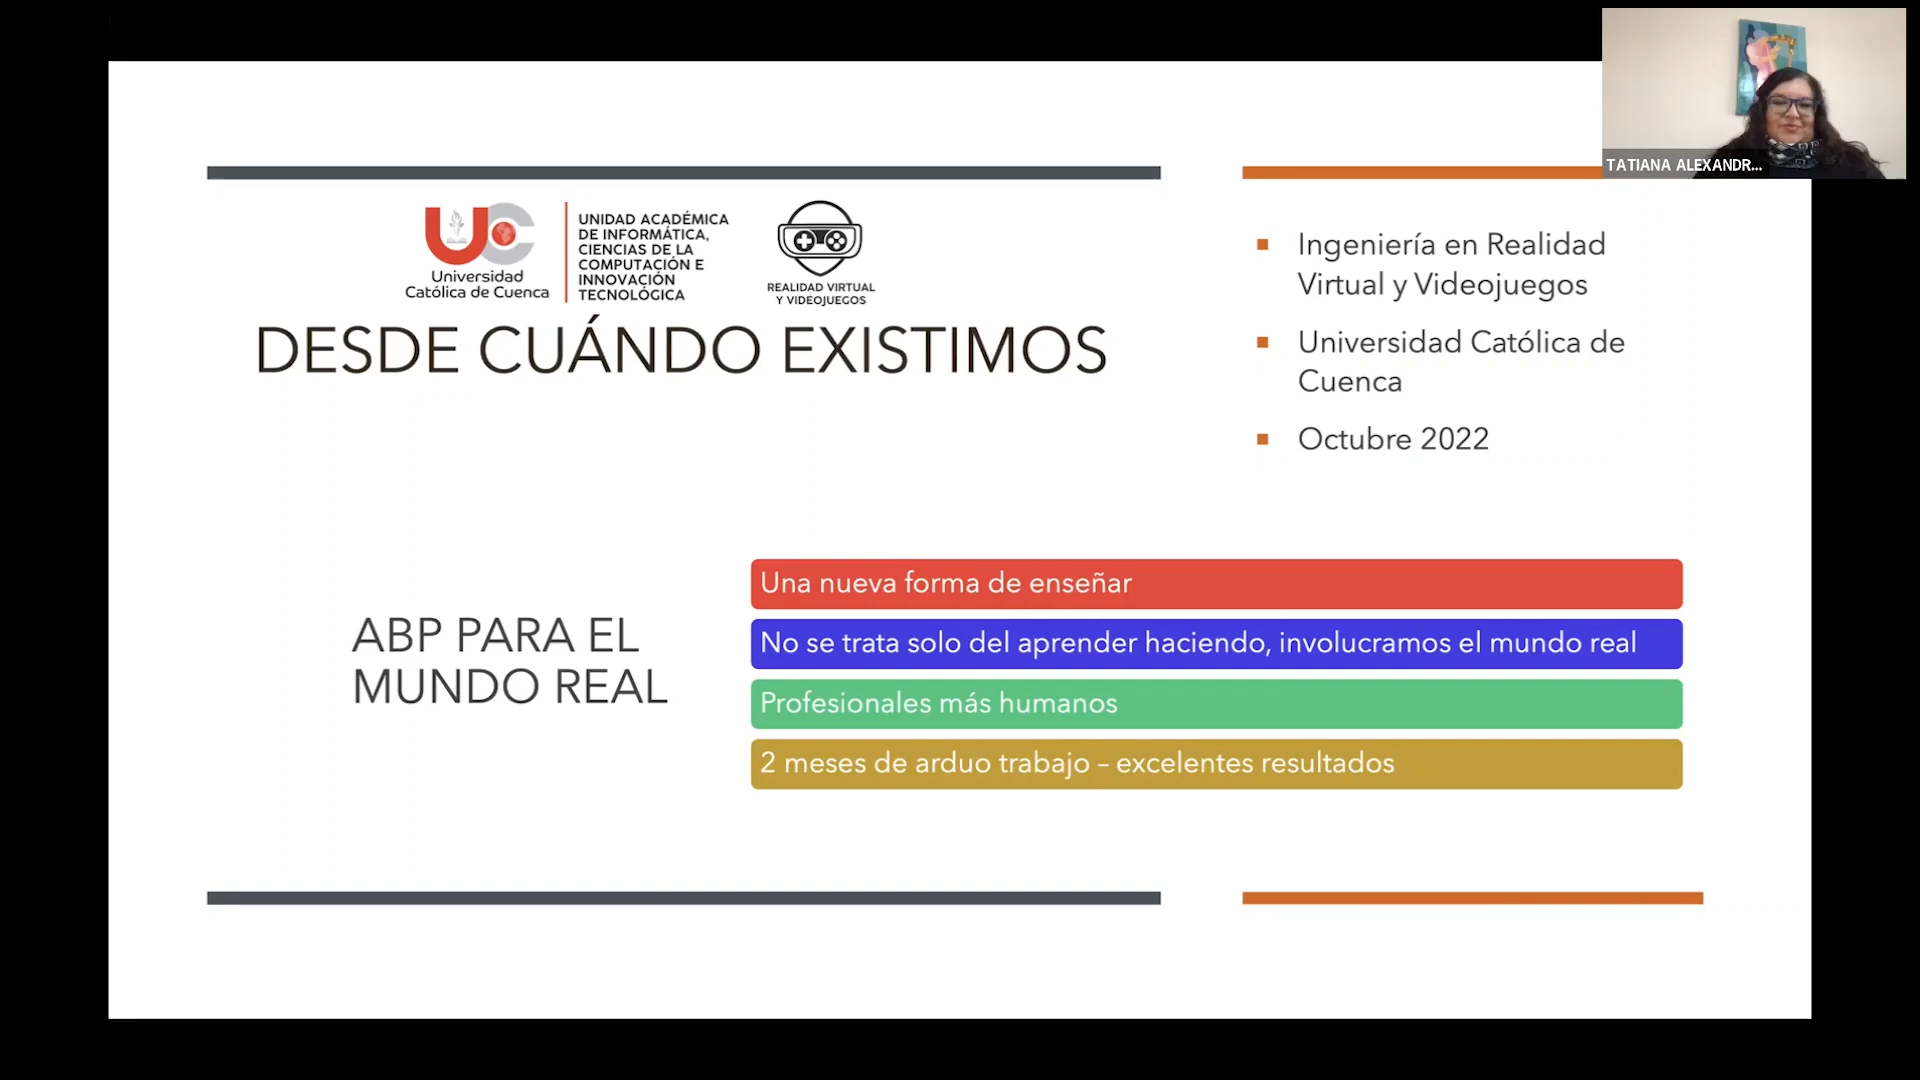 TATIANA ALEXANDR...
UC
Universidad
Católica de Cuenca
UNIDAD ACADÉMICA
DE INFORMÁTICA,
CIENCIAS DE LA
COMPUTACIÓN E
INNOVACIÓN
TECNOLÓGICA
REALIDAD VIRTUAL
Y VIDEOJUEGOS
DESDE CUÁNDO EXISTIMOS
Ingeniería en Realidad
Virtual y Videojuegos
Universidad Católica de
Cuenca
Octubre 2022
ABP PARA EL
MUNDO REAL
Una nueva forma de enseñar
No se trata solo del aprender haciendo, involucramos el mundo real
Profesionales más humanos
2 meses de arduo trabajo – excelentes resultados